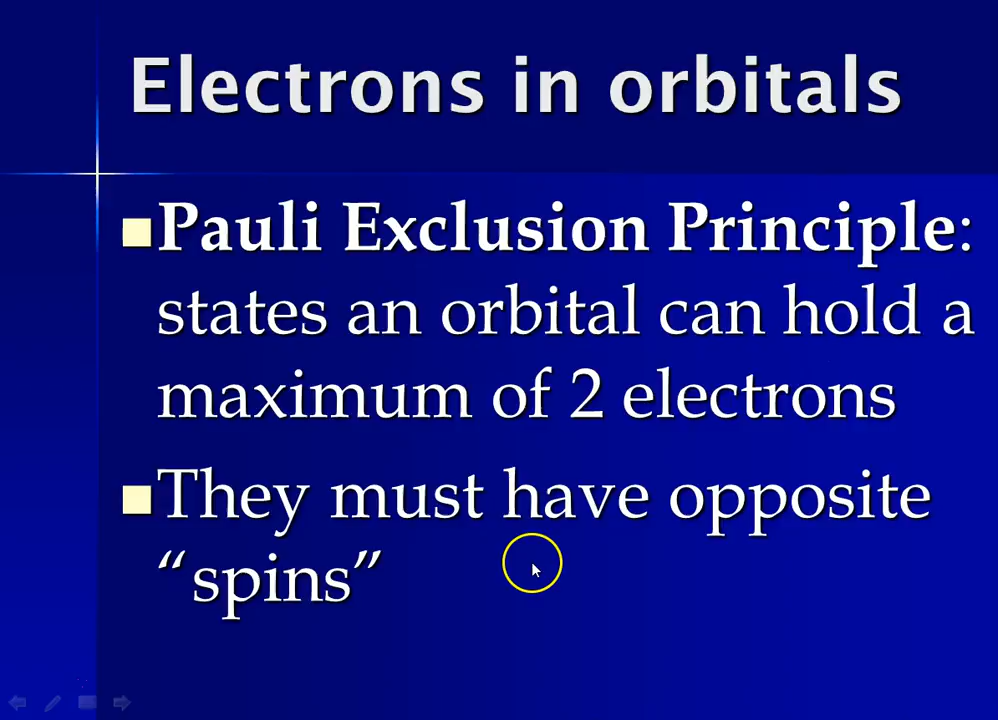 Electrons in orbitals
Pauli Exclusion Principle:
states an orbital can hold a
maximum of 2 electrons
They must have opposite
“spins”